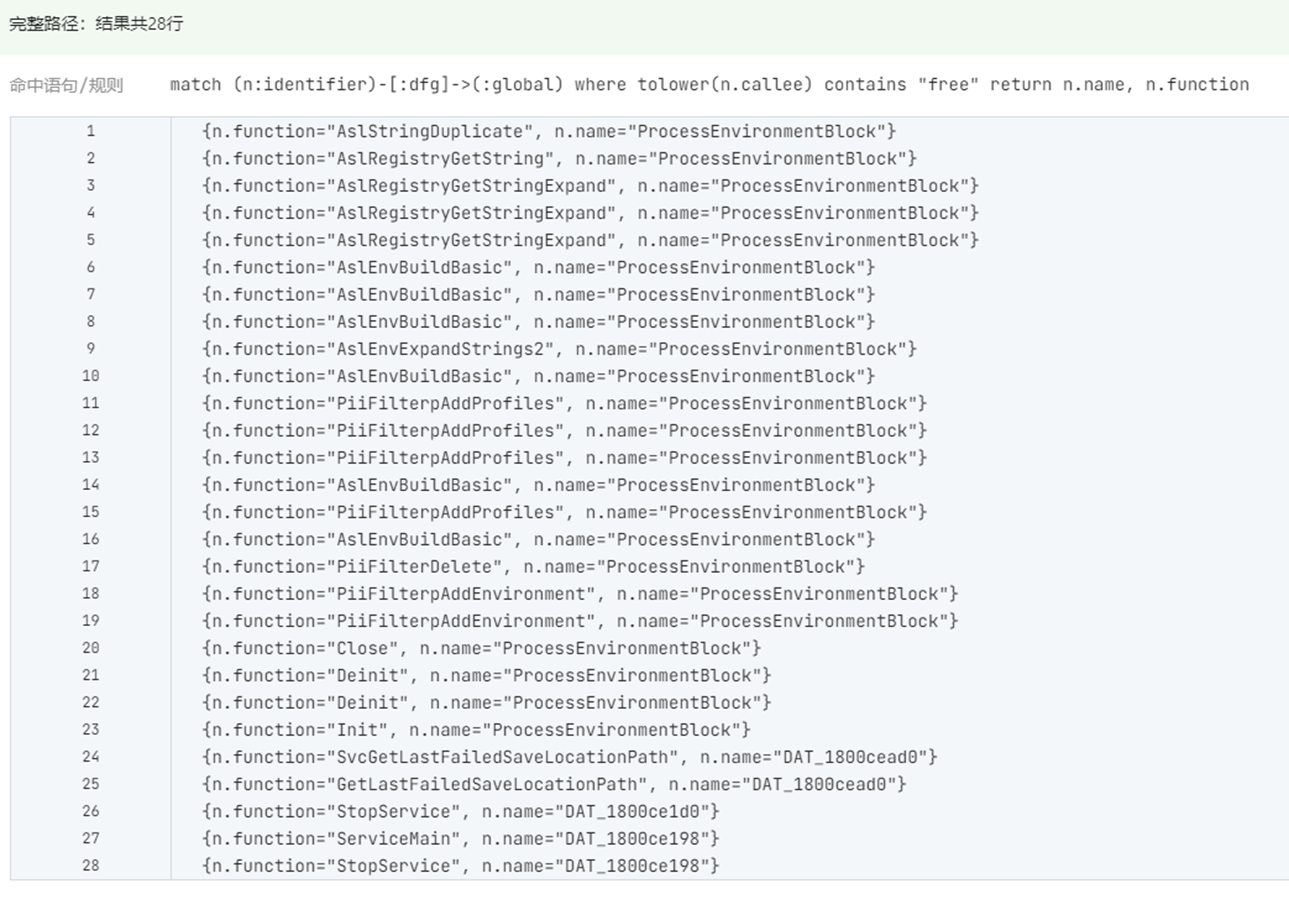 完整路径：结果共28行
命中语句/规则 match (n:identifier)-[:dfg]->(:global) where tolower(n.callee) contains "free" return n.name, n.function
1 {n.function="AslStringDuplicate", n.name="ProcessEnvironmentBlock"}
2 {n.function="AslRegistryGetString", n.name="ProcessEnvironmentBlock"}
3 {n.function="AslRegistryGetStringExpand", n.name="ProcessEnvironmentBlock"}
4 {n.function="AslRegistryGetStringExpand", n.name="ProcessEnvironmentBlock"}
5 {n.function="AslRegistryGetStringExpand", n.name="ProcessEnvironmentBlock"}
6 {n.function="AslEnvBuildBasic", n.name="ProcessEnvironmentBlock"}
7 {n.function="AslEnvBuildBasic", n.name="ProcessEnvironmentBlock"}
8 {n.function="AslEnvBuildBasic", n.name="ProcessEnvironmentBlock"}
9 {n.function="AslEnvExpandStrings2", n.name="ProcessEnvironmentBlock"}
10 {n.function="AslEnvBuildBasic", n.name="ProcessEnvironmentBlock"}
11 {n.function="PiiFilterpAddProfiles", n.name="ProcessEnvironmentBlock"}
12 {n.function="PiiFilterpAddProfiles", n.name="ProcessEnvironmentBlock"}
13 {n.function="PiiFilterpAddProfiles", n.name="ProcessEnvironmentBlock"}
14 {n.function="AslEnvBuildBasic", n.name="ProcessEnvironmentBlock"}
15 {n.function="PiiFilterpAddProfiles", n.name="ProcessEnvironmentBlock"}
16 {n.function="AslEnvBuildBasic", n.name="ProcessEnvironmentBlock"}
17 {n.function="PiiFilterDelete", n.name="ProcessEnvironmentBlock"}
18 {n.function="PiiFilterpAddEnvironment", n.name="ProcessEnvironmentBlock"}
19 {n.function="PiiFilterpAddEnvironment", n.name="ProcessEnvironmentBlock"}
20 {n.function="Close", n.name="ProcessEnvironmentBlock"}
21 {n.function="Deinit", n.name="ProcessEnvironmentBlock"}
22 {n.function="Deinit", n.name="ProcessEnvironmentBlock"}
23 {n.function="Init", n.name="ProcessEnvironmentBlock"}
24 {n.function="SvcGetLastFailedSaveLocationPath", n.name="DAT_1800cead0"}
25 {n.function="GetLastFailedSaveLocationPath", n.name="DAT_1800cead0"}
26 {n.function="StopService", n.name="DAT_1800ce1d0"}
27 {n.function="ServiceMain", n.name="DAT_1800ce198"}
28 {n.function="StopService", n.name="DAT_1800ce198"}